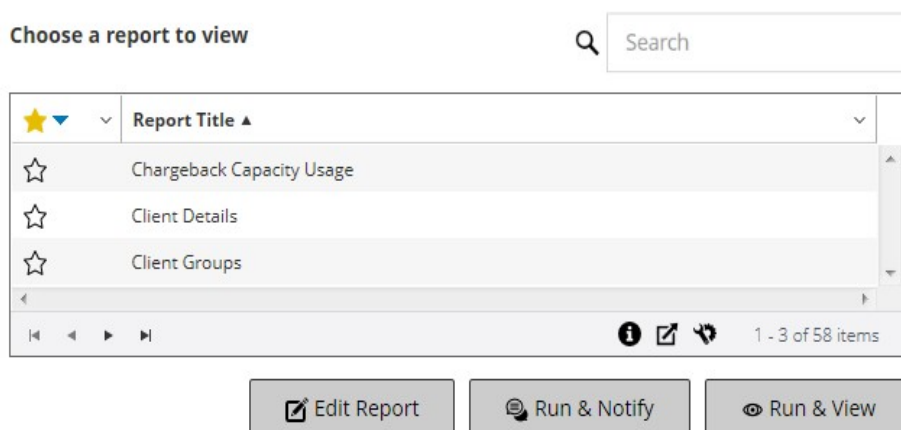 Choose a report to view
Search
Report Title
Chargeback Capacity Usage
Client Details
Client Groups
1 - 3 of 58 items
Edit Report
Run & Notify
Run & View